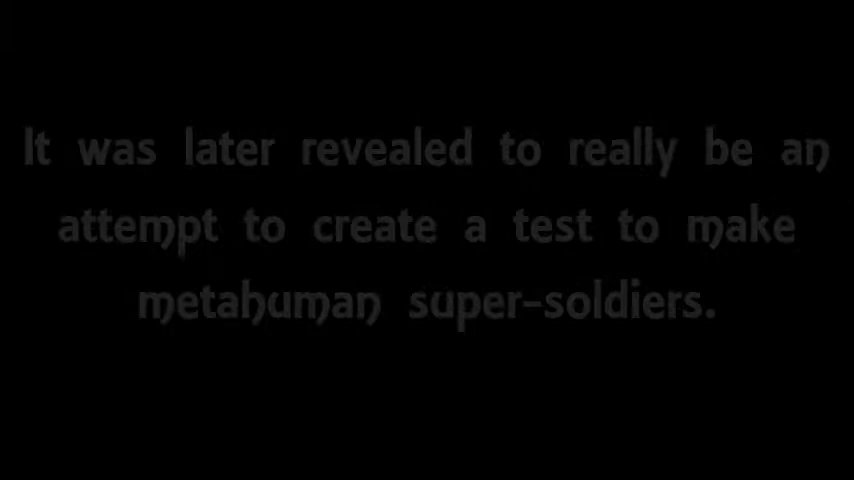 It was later revealed to really be an
attempt to create a test to make
metahuman super-soldiers.